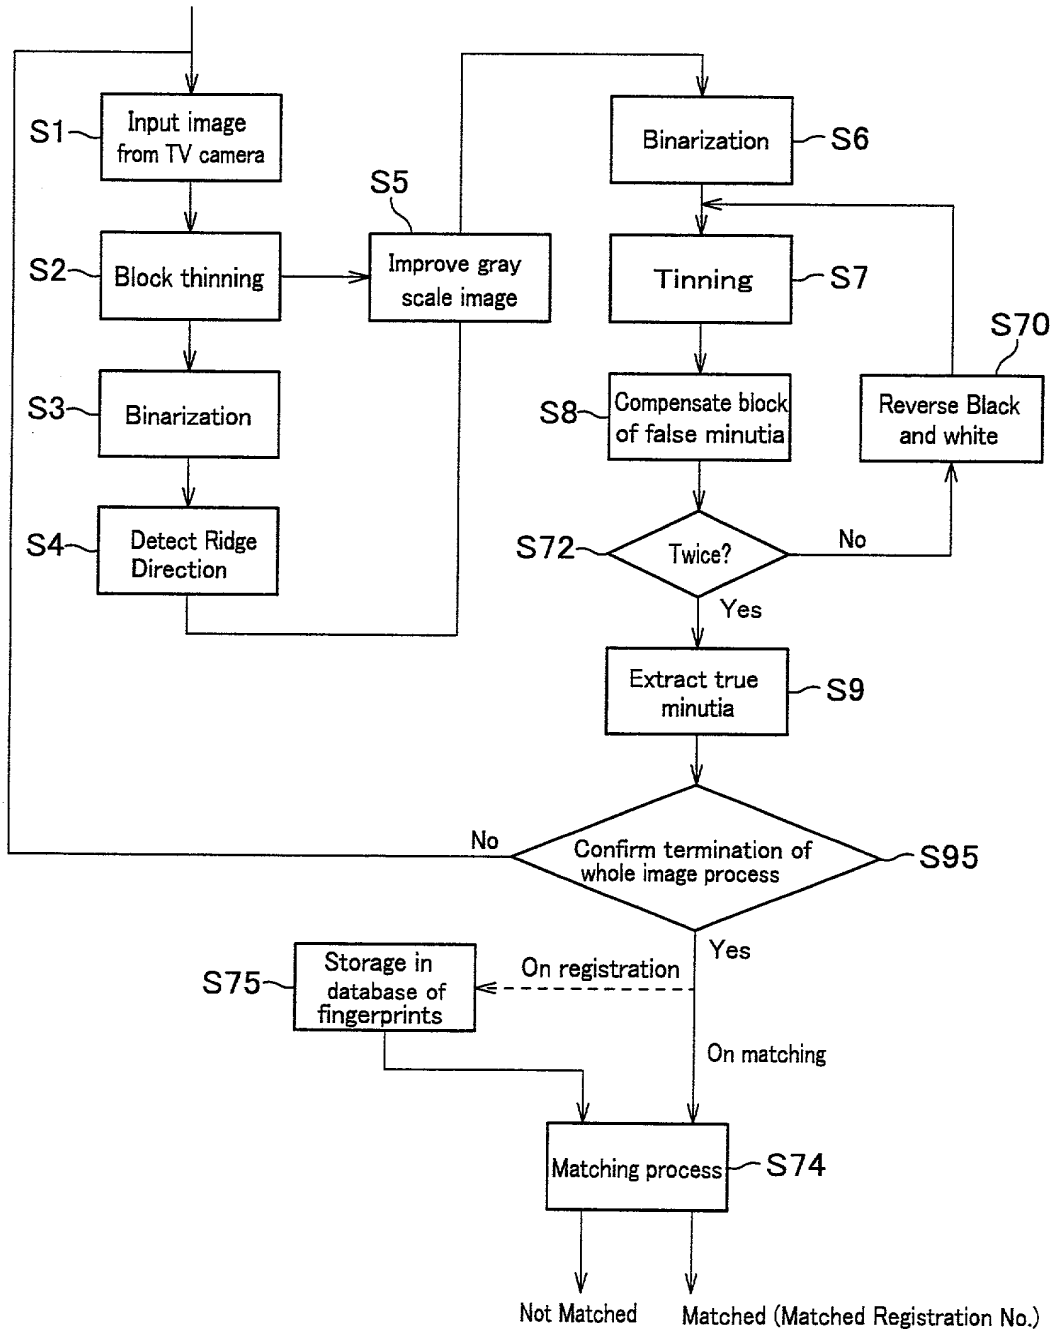 S1
Input image
from TV camera
S2
Block thinning
S3
Binarization
S4
Detect Ridge
Direction
S5
Improve gray
scale image
S6
Binarization
S7
Tinning
S70
Reverse Black
and white
S8
Compensate block
of false minutia
S72
Twice?
No
Yes
S9
Extract true
minutia
No
Confirm termination of
whole image process
S95
Yes
S75
Storage in
database of
fingerprints
On registration
On matching
Matching process
S74
Not Matched
Matched (Matched Registration No.)